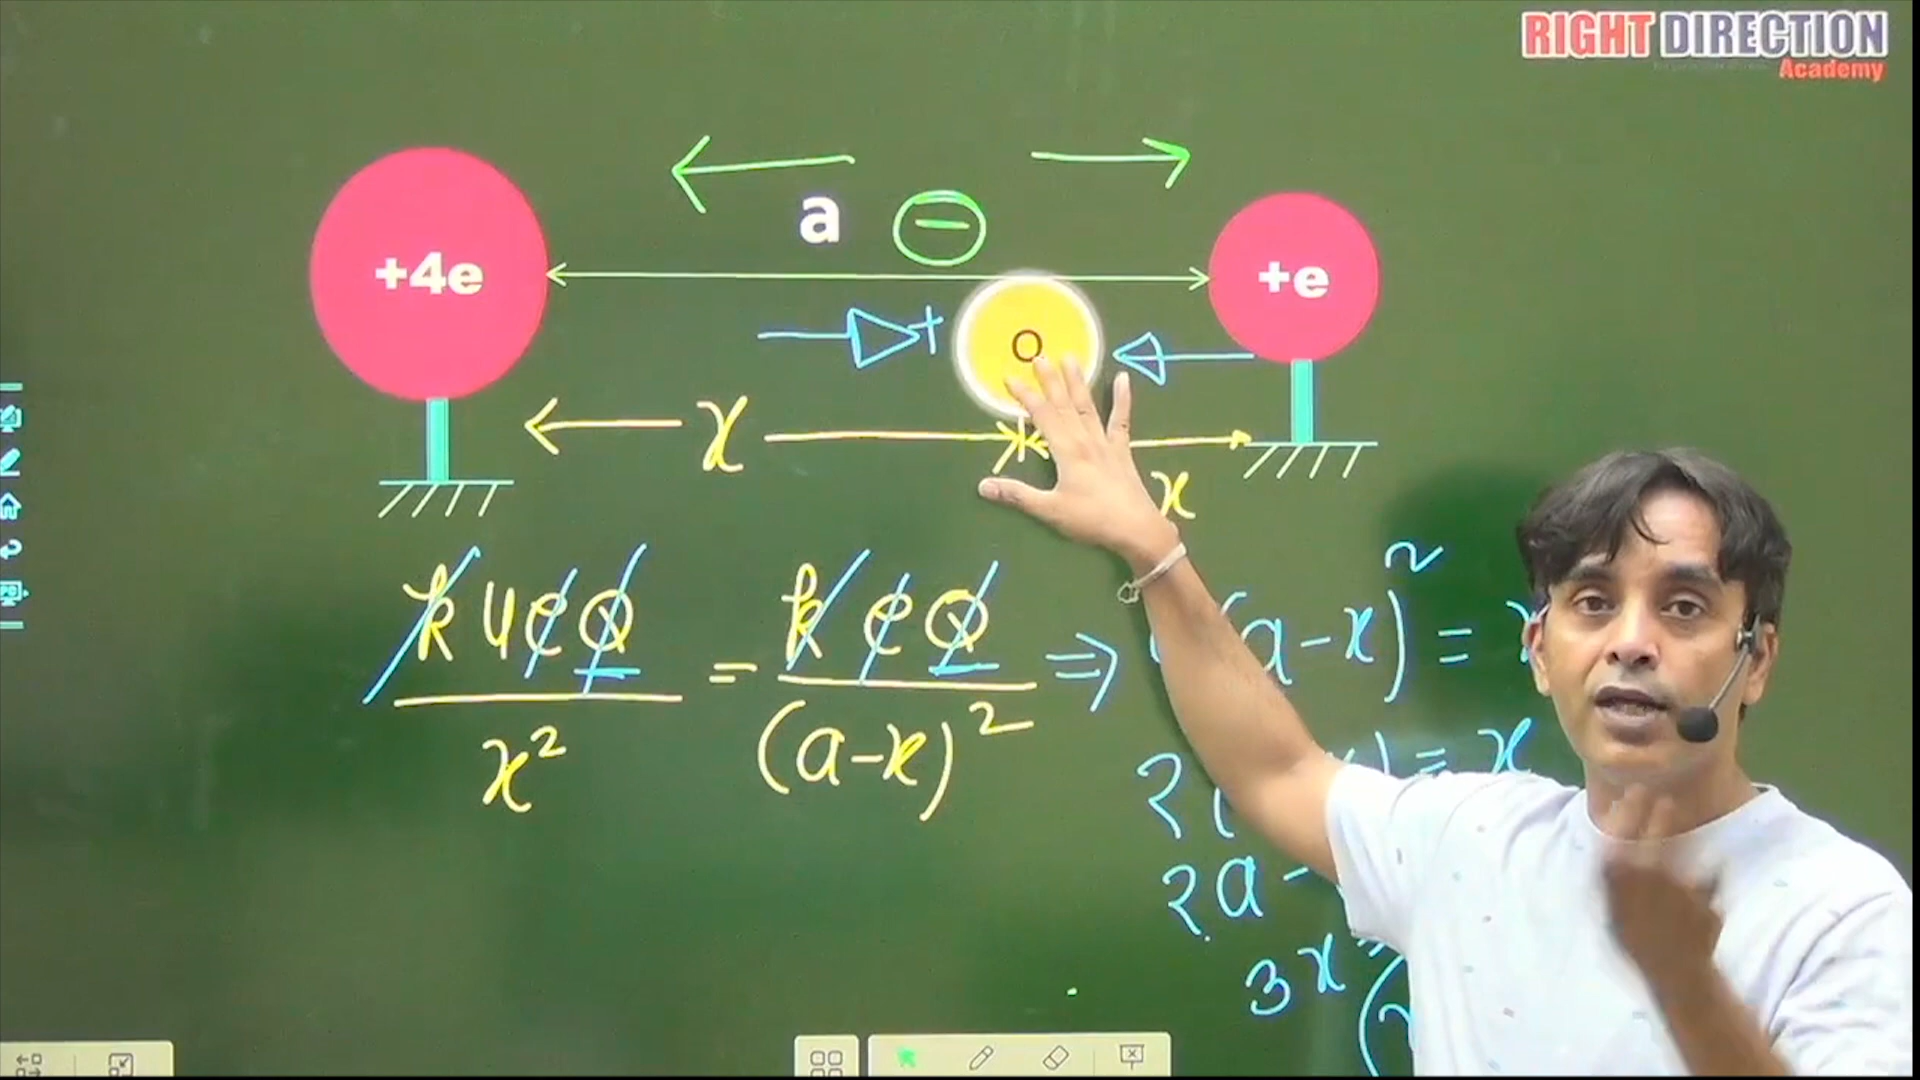 RIGHT DIRECTION
Academy
a
−
+4e
+e
+
Q
x
x
k4eQ / x² = keQ / (a-x)² ⇒ (a-x)² = x
2( ) = x
2a-
3x =